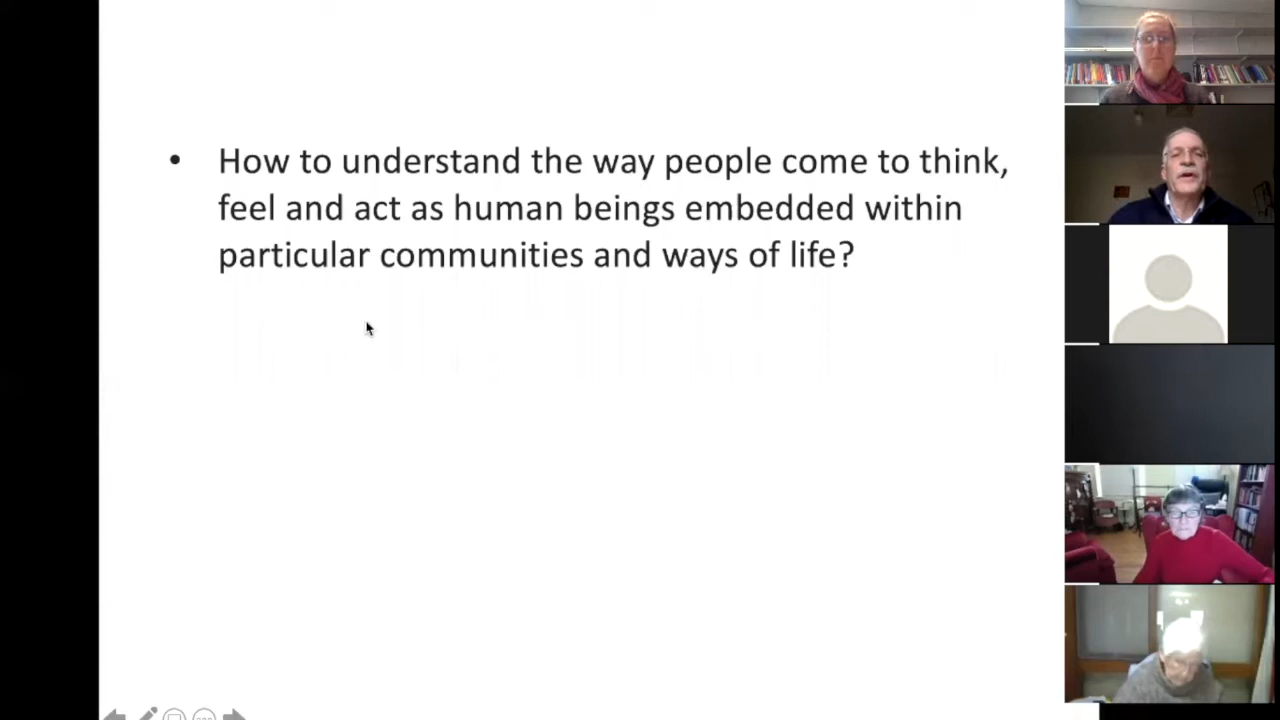 • How to understand the way people come to think,
feel and act as human beings embedded within
particular communities and ways of life?